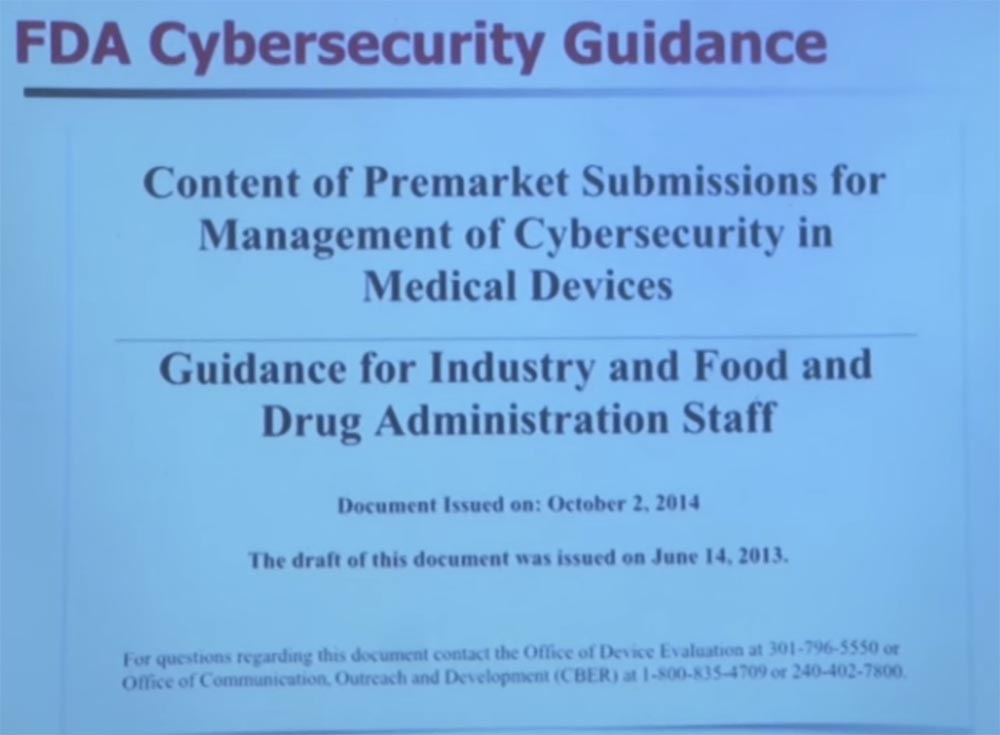 FDA Cybersecurity Guidance
Content of Premarket Submissions for
Management of Cybersecurity in
Medical Devices
Guidance for Industry and Food and
Drug Administration Staff
Document Issued on: October 2, 2014
The draft of this document was issued on June 14, 2013.
For questions regarding this document contact the Office of Device Evaluation at 301-796-5550 or
Office of Communication, Outreach and Development (CBER) at 1-800-835-4709 or 240-402-7800.